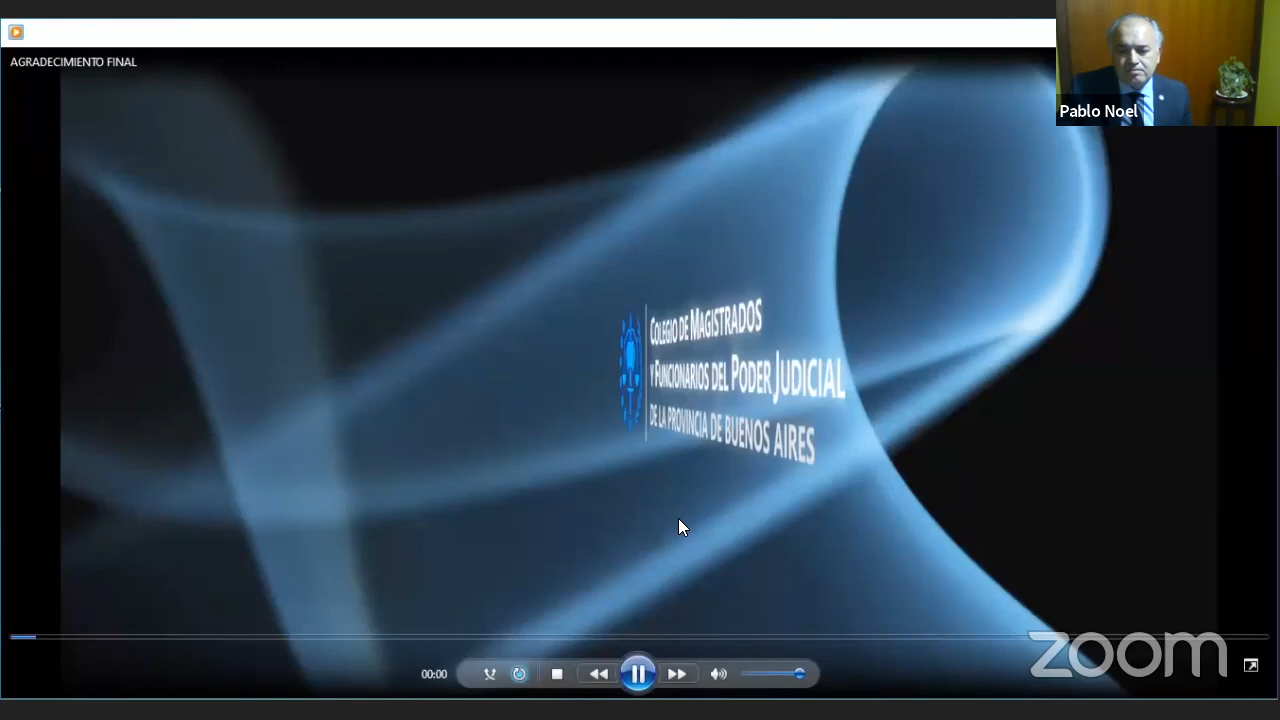 AGRADECIMIENTO FINAL
Pablo Noel
COLEGIO DE MAGISTRADOS
Y FUNCIONARIOS DEL PODER JUDICIAL
DE LA PROVINCIA DE BUENOS AIRES
00:00
zoom